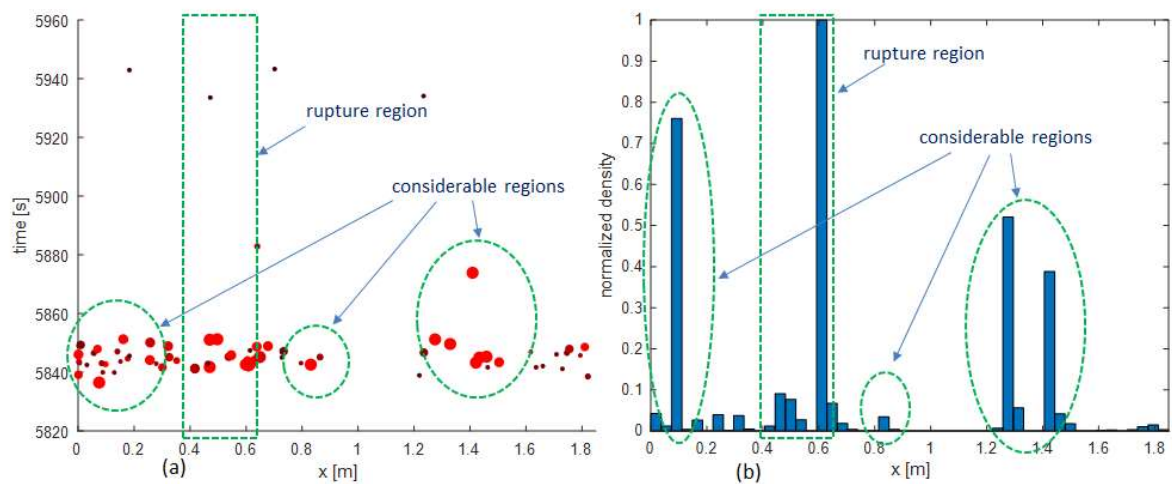 5960
5940
5920
5900
5880
5860
5840
5820
time [s]
0 0.2 0.4 0.6 0.8 1 1.2 1.4 1.6 1.8
x [m]
(a)
rupture region
considerable regions
1
0.9
0.8
0.7
0.6
0.5
0.4
0.3
0.2
0.1
0
normalized density
0.0 0.2 0.4 0.6 0.8 1.0 1.2 1.4 1.6 1.8
x [m]
(b)
rupture region
considerable regions